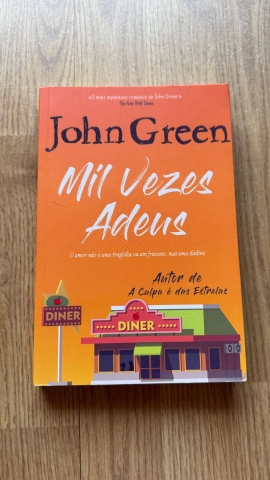 «O mais espantoso romance de John Green.»
The New York Times
John Green
Mil Vezes
Adeus
O amor não é uma tragédia ou um fracasso, mas uma dádiva
Autor de
A Culpa é das Estrelas
DINER
DINER